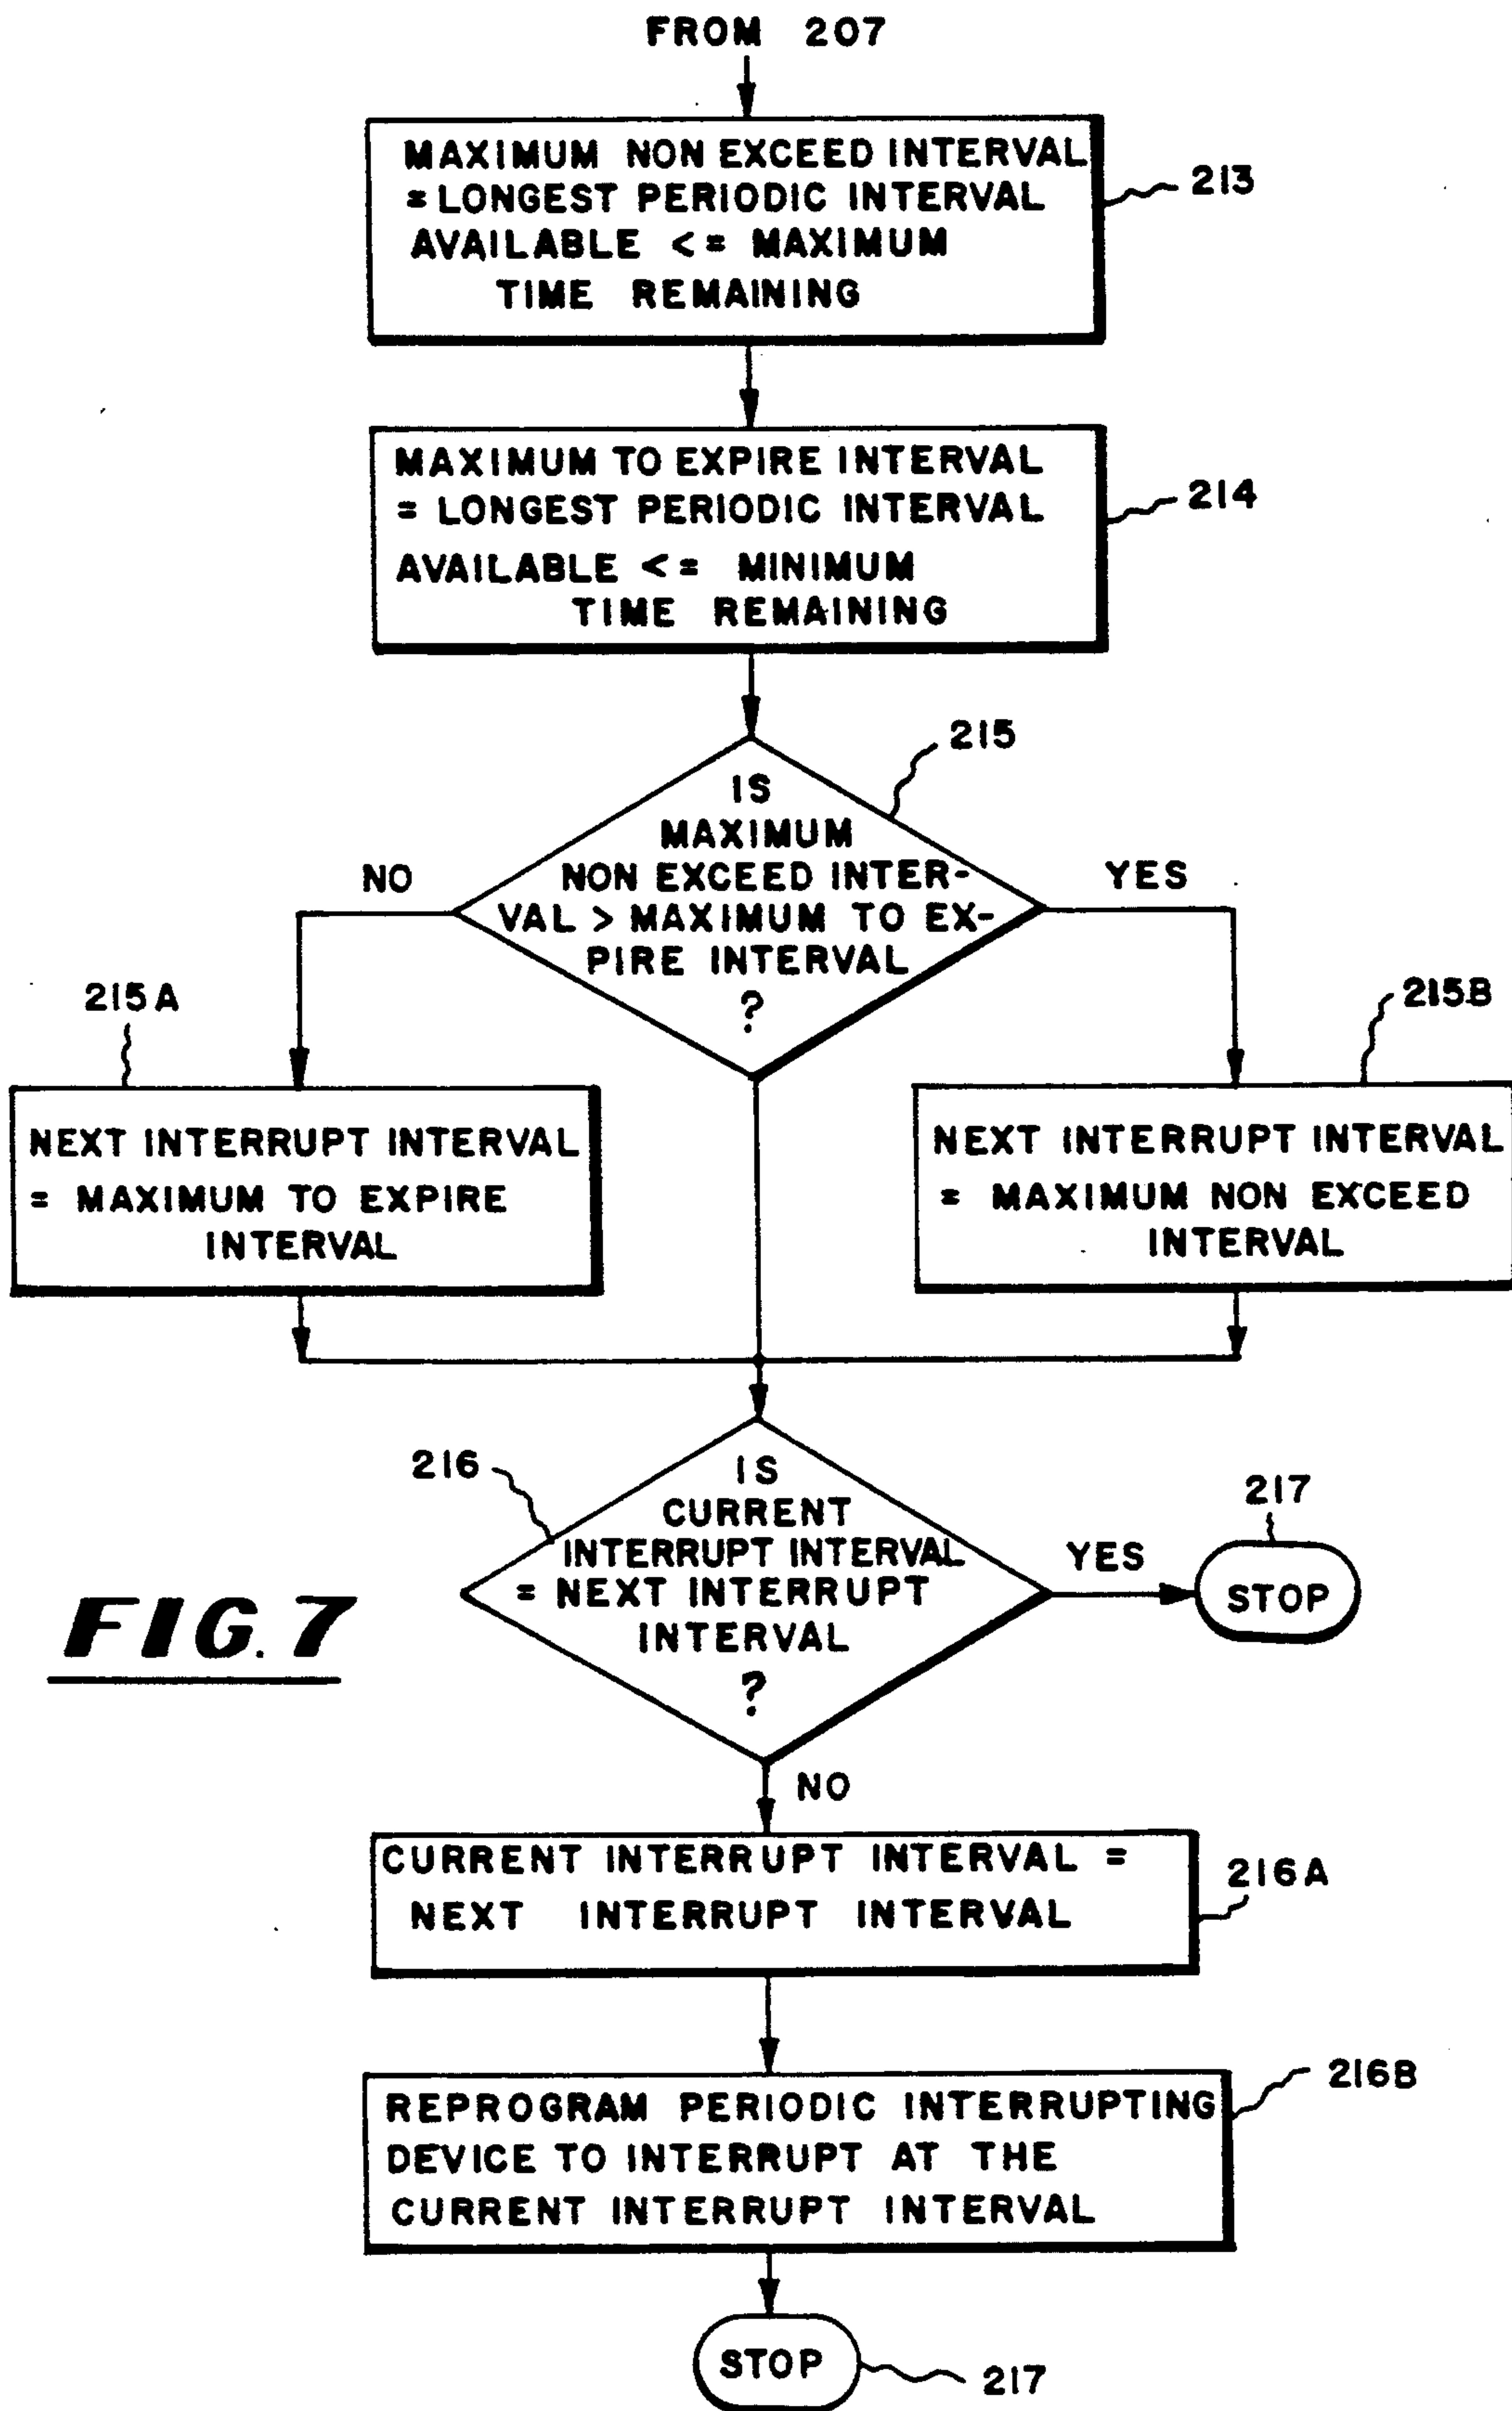 FROM 207
MAXIMUM NON EXCEED INTERVAL
= LONGEST PERIODIC INTERVAL
AVAILABLE <= MAXIMUM
TIME REMAINING
213
MAXIMUM TO EXPIRE INTERVAL
= LONGEST PERIODIC INTERVAL
AVAILABLE <= MINIMUM
TIME REMAINING
214
215
IS
MAXIMUM
NON EXCEED INTER-
VAL > MAXIMUM TO EX-
PIRE INTERVAL
?
NO
YES
215A
215B
NEXT INTERRUPT INTERVAL
= MAXIMUM TO EXPIRE
INTERVAL
NEXT INTERRUPT INTERVAL
= MAXIMUM NON EXCEED
INTERVAL
216
IS
CURRENT
INTERRUPT INTERVAL
= NEXT INTERRUPT
INTERVAL
?
YES
217
STOP
FIG. 7
NO
CURRENT INTERRUPT INTERVAL =
NEXT INTERRUPT INTERVAL
216A
REPROGRAM PERIODIC INTERRUPTING
DEVICE TO INTERRUPT AT THE
CURRENT INTERRUPT INTERVAL
216B
STOP
217